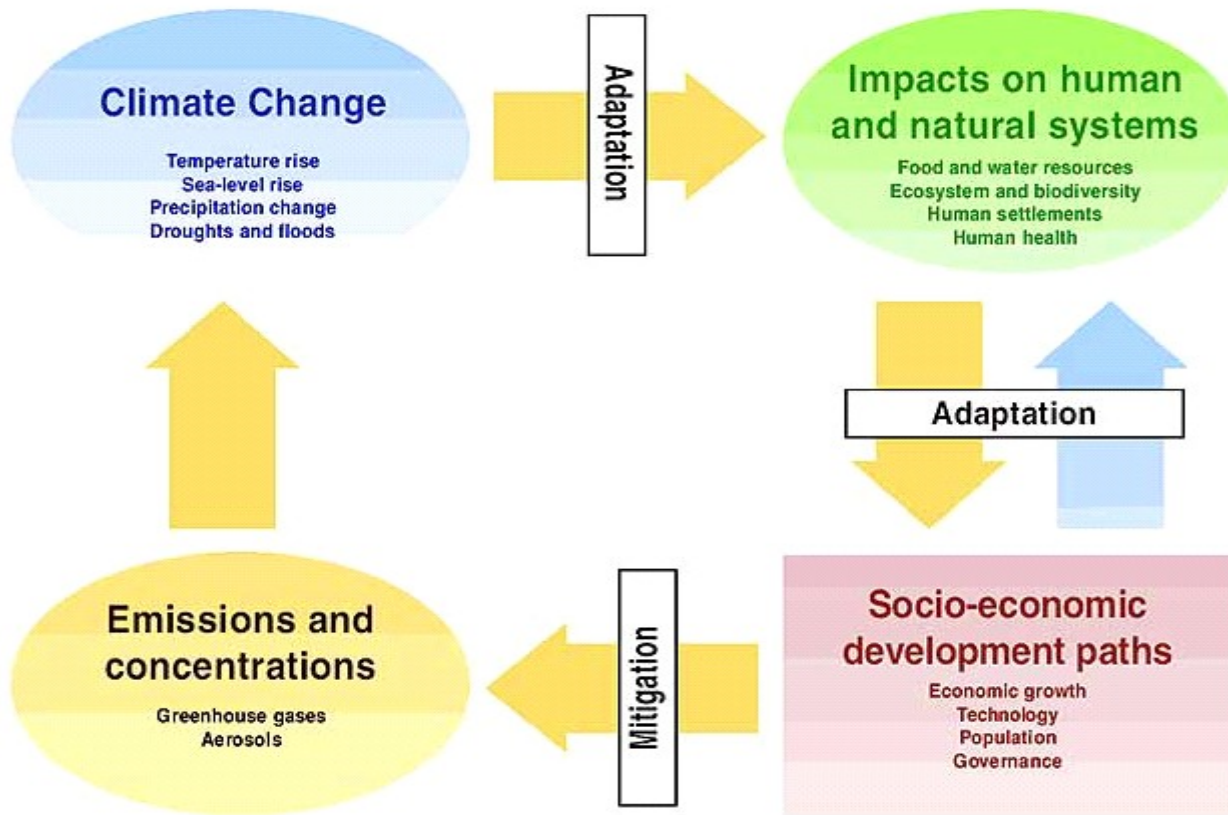 Climate Change
Temperature rise
Sea-level rise
Precipitation change
Droughts and floods
Adaptation
Impacts on human
and natural systems
Food and water resources
Ecosystem and biodiversity
Human settlements
Human health
Adaptation
Emissions and
concentrations
Greenhouse gases
Aerosols
Mitigation
Socio-economic
development paths
Economic growth
Technology
Population
Governance